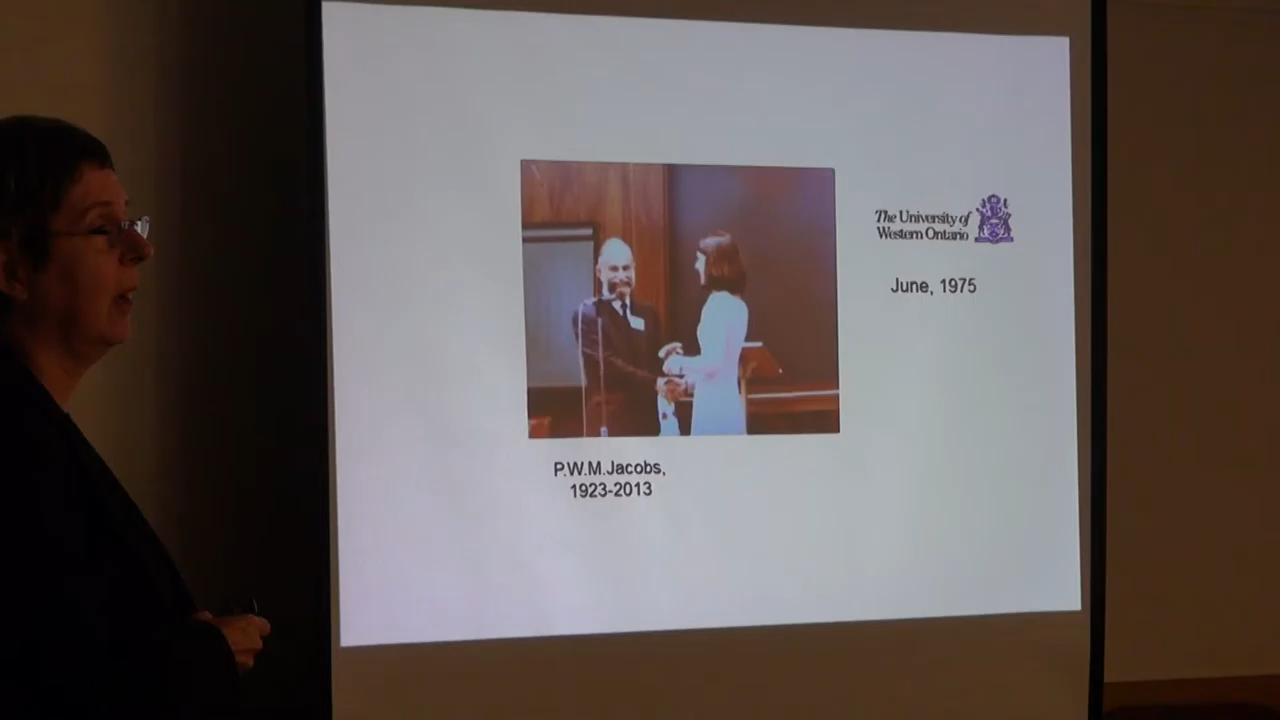 The University of
Western Ontario
June, 1975
P.W.M.Jacobs,
1923-2013